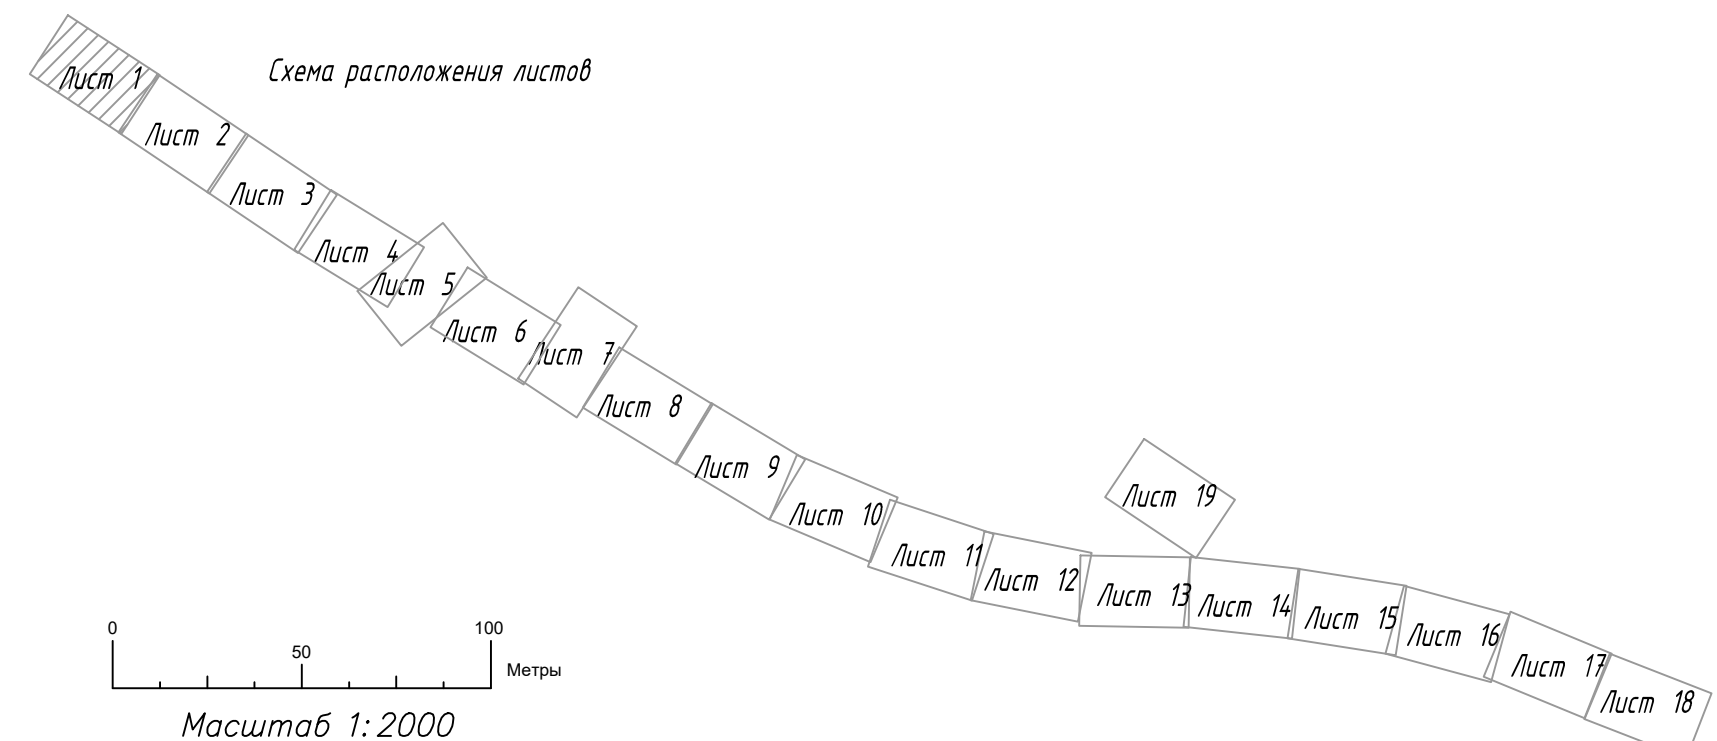 Схема расположения листов
Лист 1
Лист 2
Лист 3
Лист 4
Лист 5
Лист 6
Лист 7
Лист 8
Лист 9
Лист 10
Лист 11
Лист 12
Лист 13
Лист 14
Лист 15
Лист 16
Лист 17
Лист 18
Лист 19
0 50 100
Метры
Масштаб 1:2000